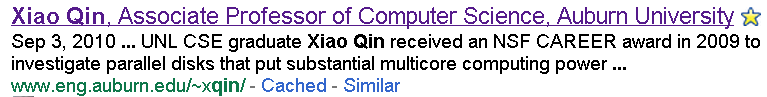 Xiao Qin, Associate Professor of Computer Science, Auburn University
Sep 3, 2010 ... UNL CSE graduate Xiao Qin received an NSF CAREER award in 2009 to
investigate parallel disks that put substantial multicore computing power ...
www.eng.auburn.edu/~xqin/ - Cached - Similar